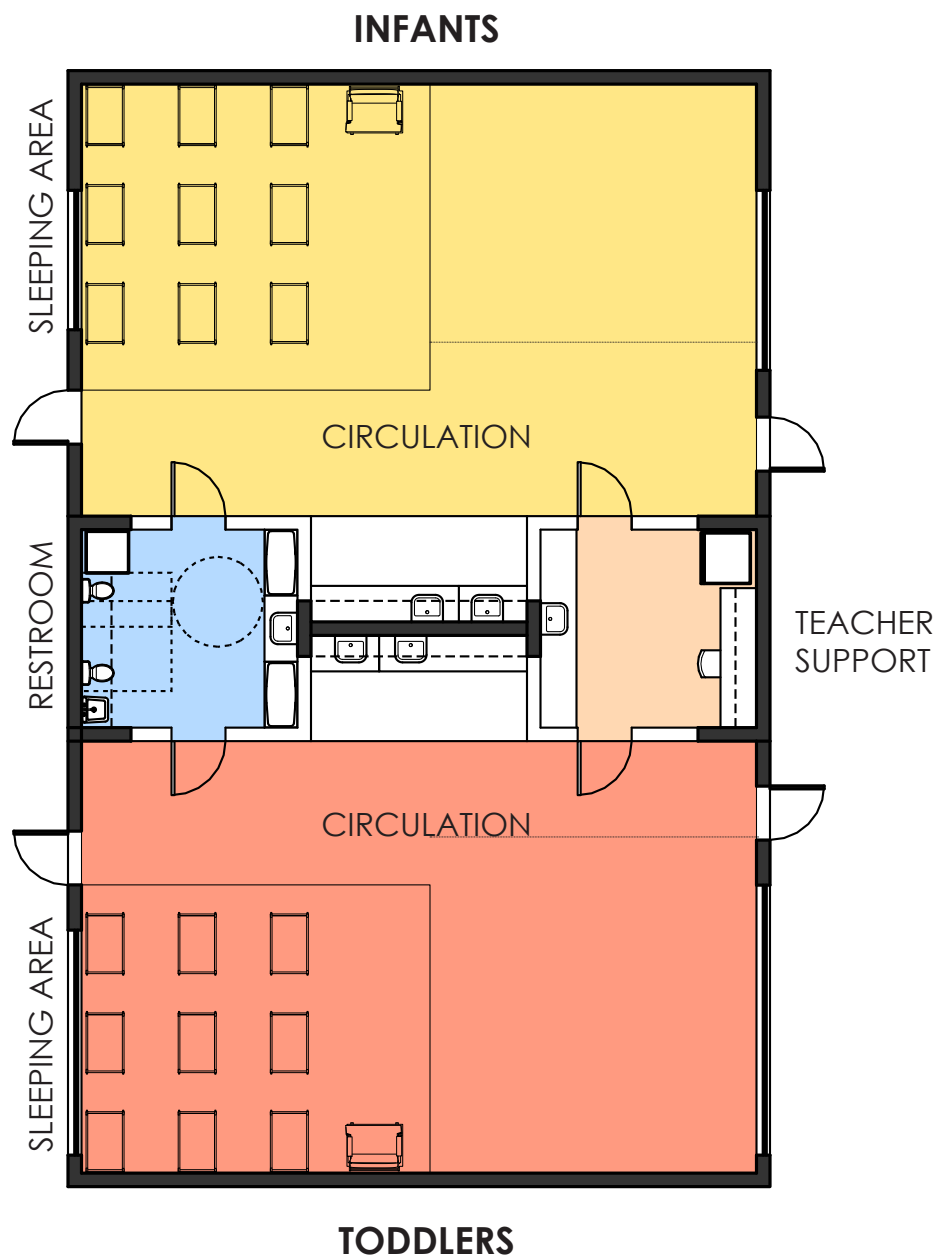 INFANTS
SLEEPING AREA
CIRCULATION
RESTROOM
TEACHER
SUPPORT
CIRCULATION
SLEEPING AREA
TODDLERS